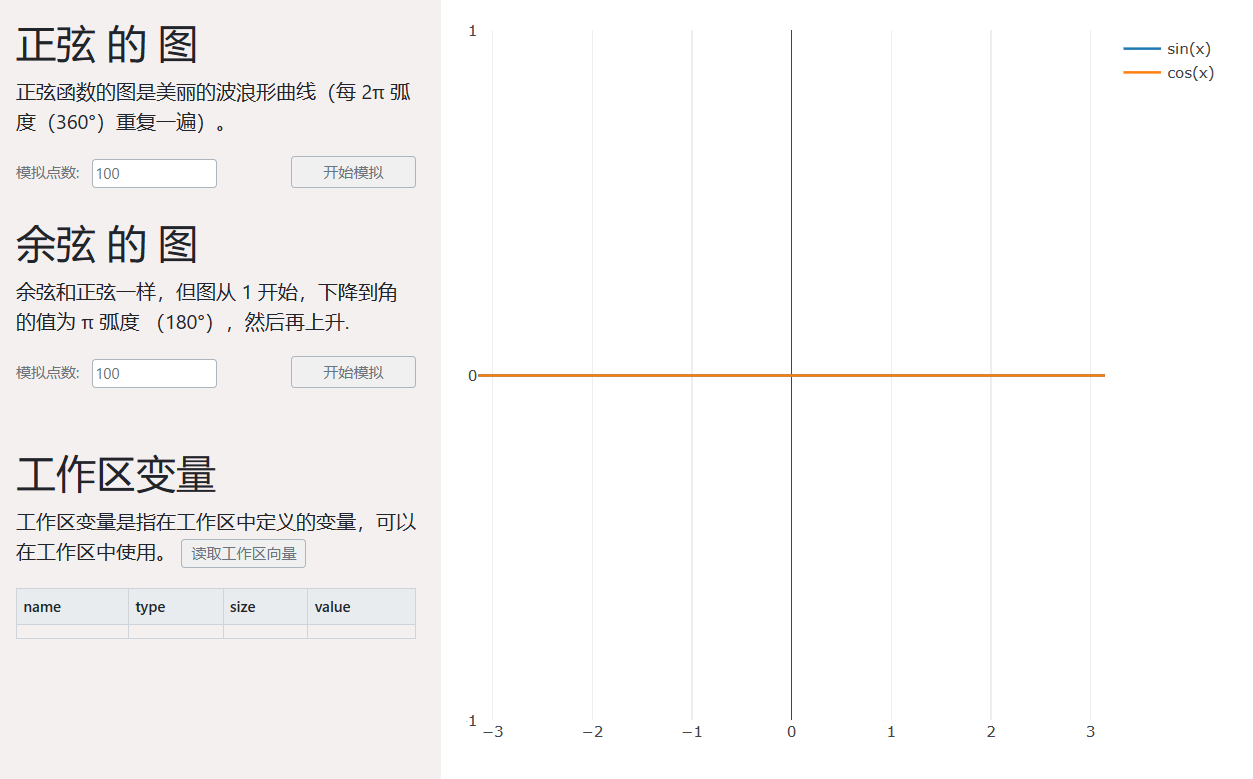 正弦 的 图
正弦函数的图是美丽的波浪形曲线（每 2π 弧
度（360°）重复一遍）。
模拟点数: 100 开始模拟
余弦 的 图
余弦和正弦一样，但图从 1 开始，下降到角
的值为 π 弧度 （180°），然后再上升.
模拟点数: 100 开始模拟
工作区变量
工作区变量是指在工作区中定义的变量，可以
在工作区中使用。 读取工作区向量
name type size value
1
sin(x)
cos(x)
0
1
−3 −2 −1 0 1 2 3